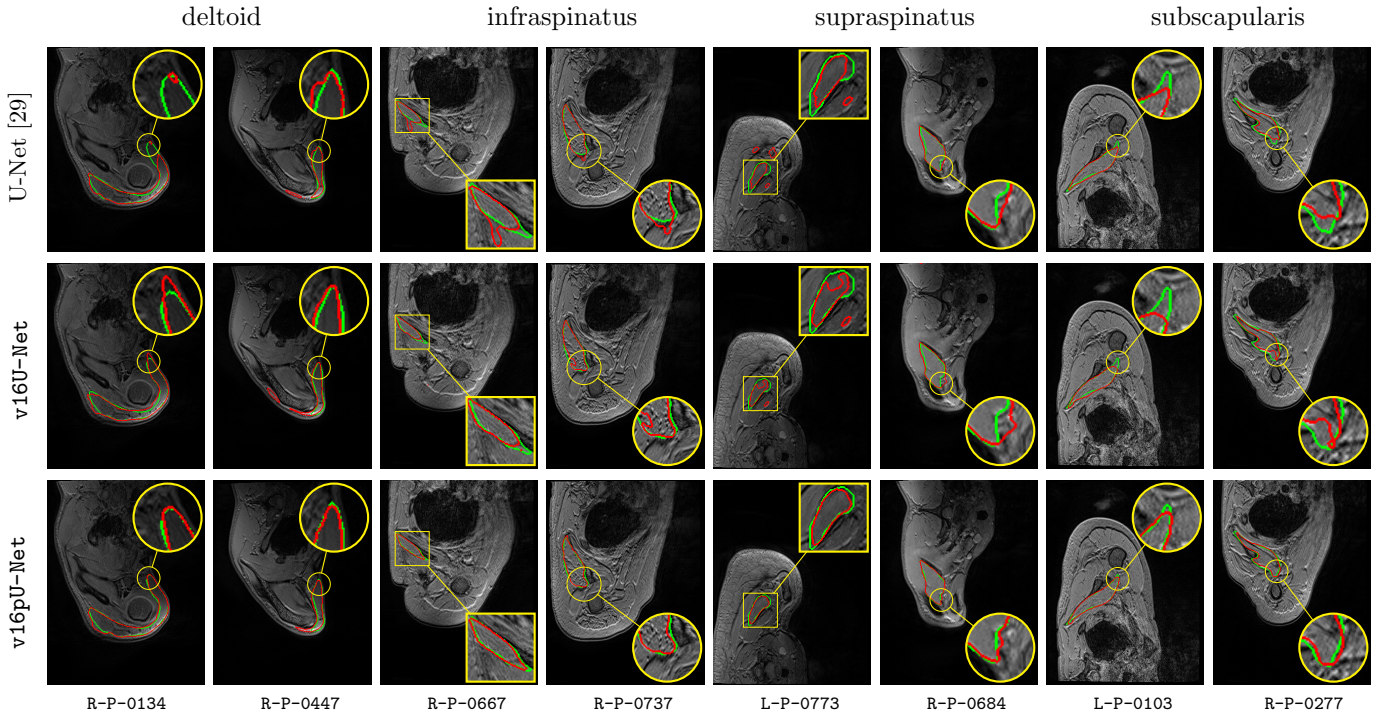 deltoid infraspinatus supraspinatus subscapularis
U-Net [29]
v16U-Net
v16pU-Net
R-P-0134 R-P-0447 R-P-0667 R-P-0737 L-P-0773 R-P-0684 L-P-0103 R-P-0277